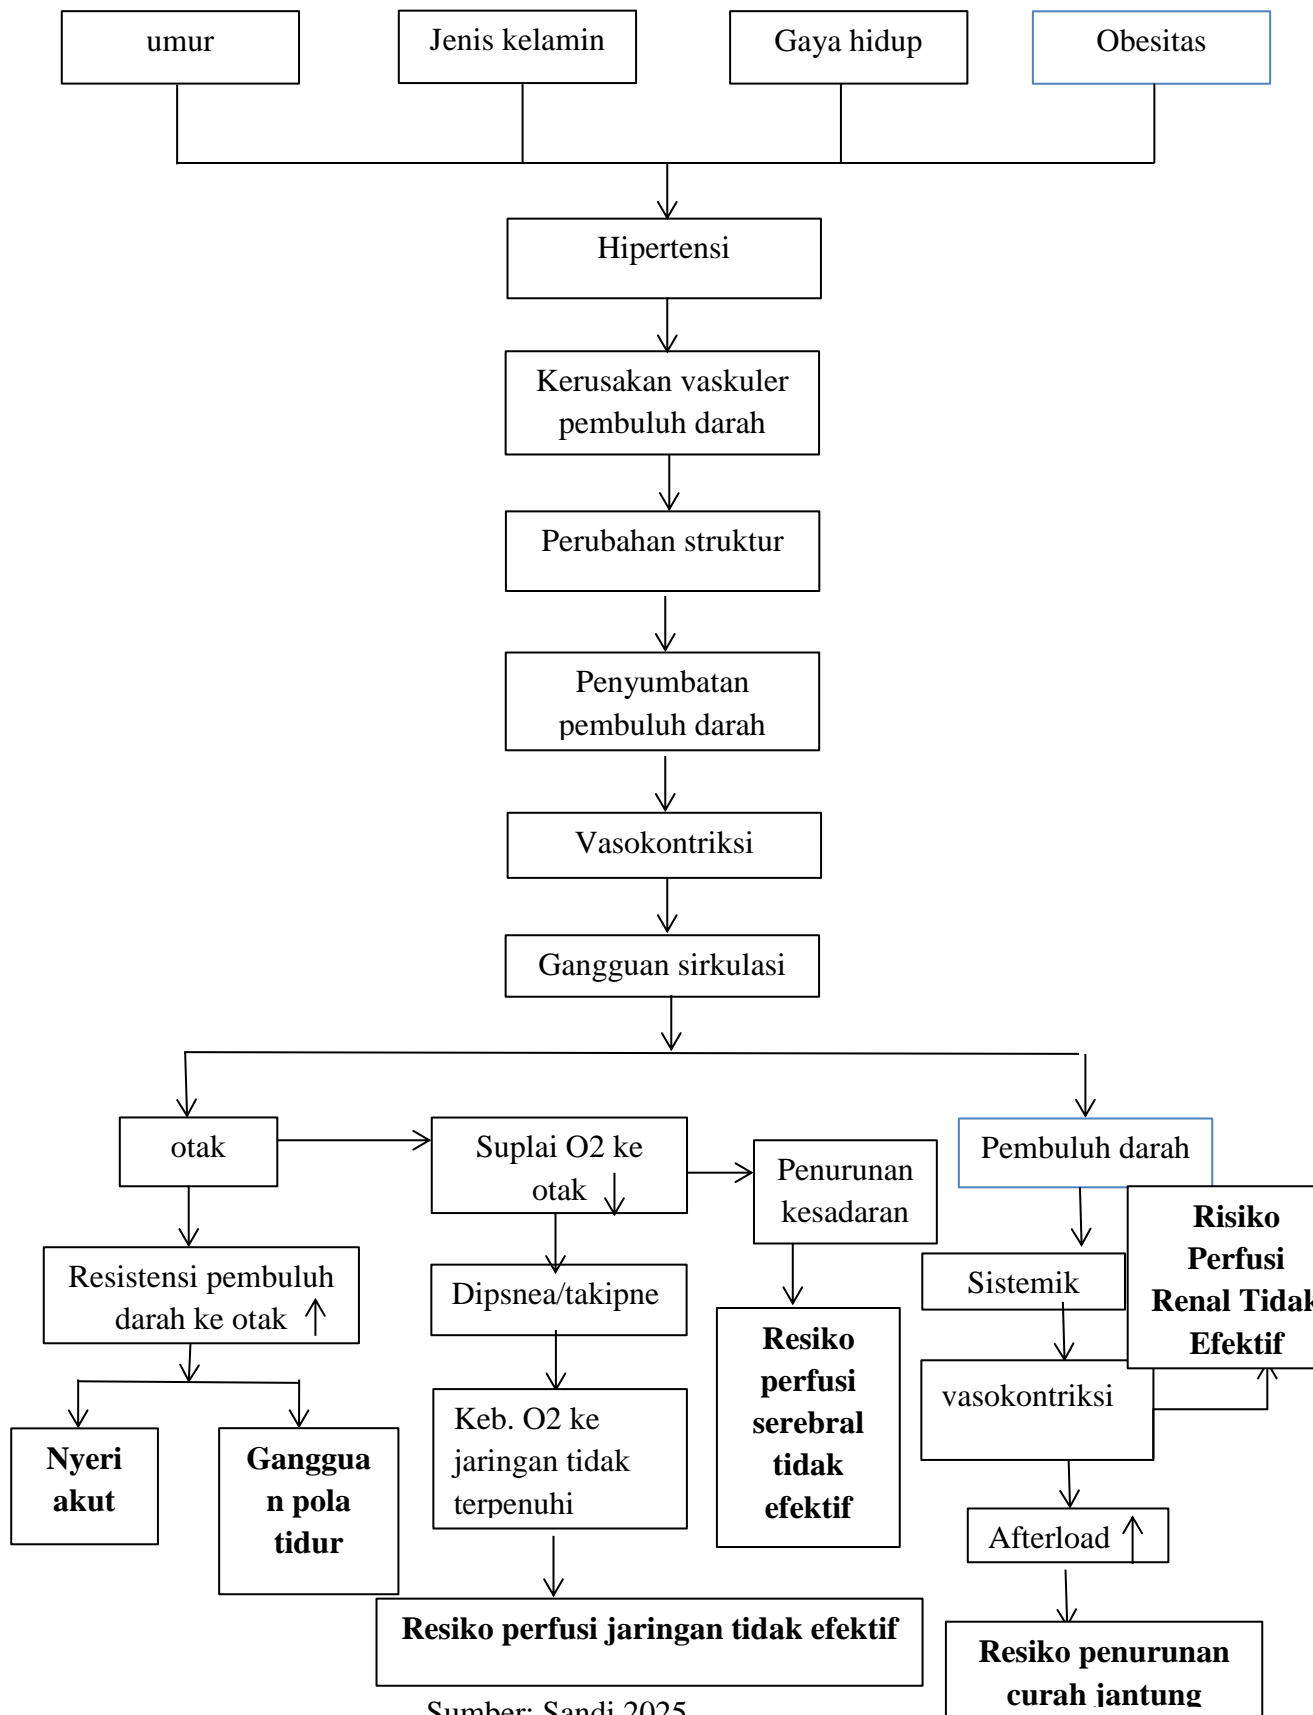 umur
Jenis kelamin
Gaya hidup
Obesitas
Hipertensi
Kerusakan vaskuler
pembuluh darah
Perubahan struktur
Penyumbatan
pembuluh darah
Vasokontriksi
Gangguan sirkulasi
otak
Suplai O2 ke
otak
Penurunan
kesadaran
Pembuluh darah
Risiko
Perfusi
Renal Tidak
Efektif
Resistensi pembuluh
darah ke otak
Dipsnea/takipne
Sistemik
Resiko
perfusi
serebral
tidak
efektif
vasokontriksi
Nyeri
akut
Ganggua
n pola
tidur
Keb. O2 ke
jaringan tidak
terpenuhi
Afterload
Resiko perfusi jaringan tidak efektif
Resiko penurunan
curah jantung
Sumber: Sandi 2025